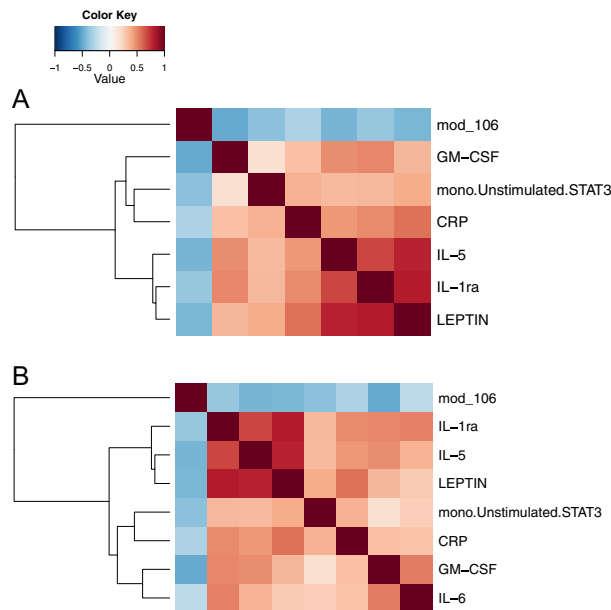 Color Key
−1 −0.5 0 0.5 1
Value
A
mod_106
GM−CSF
mono.Unstimulated.STAT3
CRP
IL−5
IL−1ra
LEPTIN
B
mod_106
IL−1ra
IL−5
LEPTIN
mono.Unstimulated.STAT3
CRP
GM−CSF
IL−6